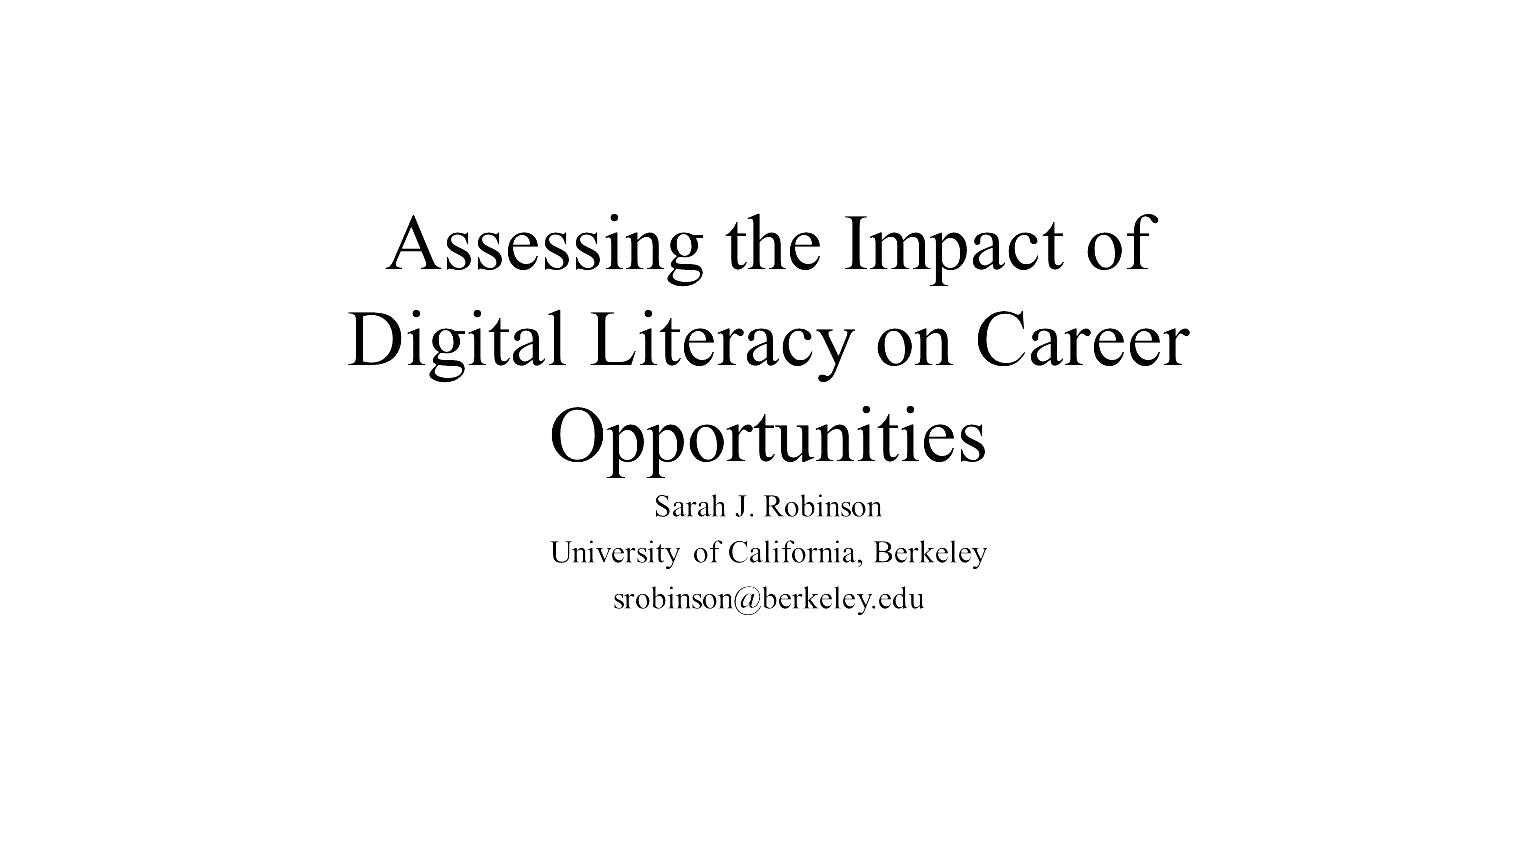 Assessing the Impact of
Digital Literacy on Career
Opportunities
Sarah J. Robinson
University of California, Berkeley
srobinson@berkeley.edu